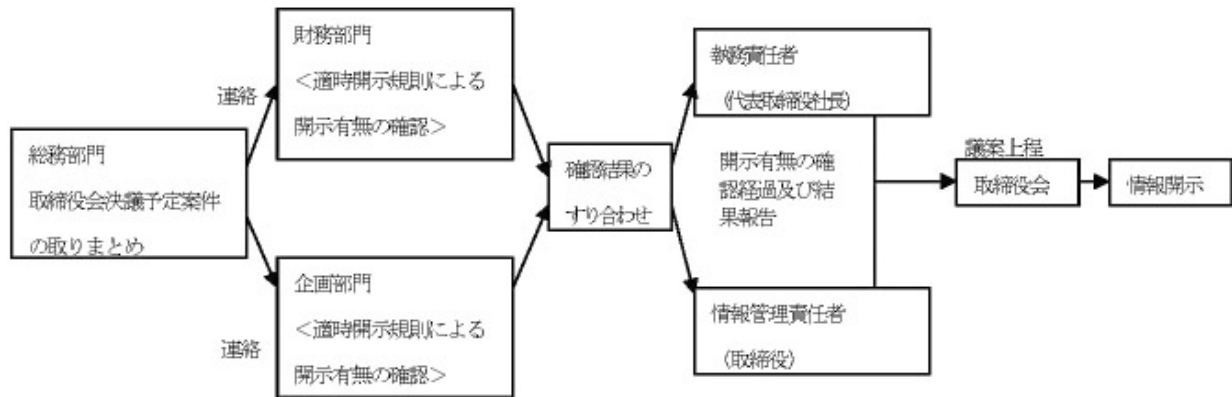 財務部門
<適時開示規則による
開示有無の確認>
連絡
総務部門
取締役会決議予定案件
の取りまとめ
企画部門
<適時開示規則による
開示有無の確認>
連絡
確認結果の
すり合わせ
執務責任者
(代表取締役社長)
開示有無の確
認経過及び結
果報告
情報管理責任者
(取締役)
議案上程
取締役会
情報開示